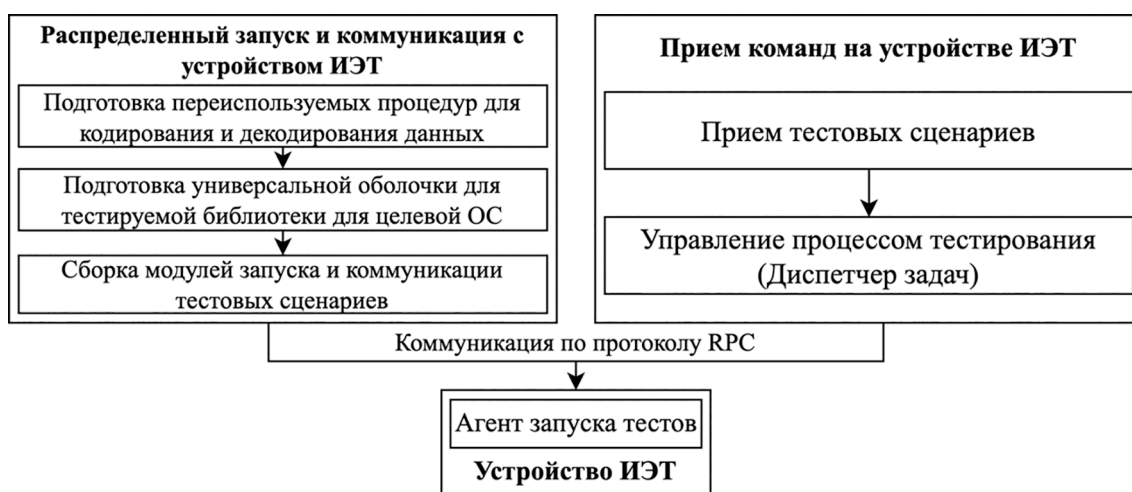 Распределенный запуск и коммуникация с
устройством ИЭТ
Подготовка переиспользуемых процедур для
кодирования и декодирования данных
Подготовка универсальной оболочки для
тестируемой библиотеки для целевой ОС
Сборка модулей запуска и коммуникации
тестовых сценариев
Прием команд на устройстве ИЭТ
Прием тестовых сценариев
Управление процессом тестирования
(Диспетчер задач)
Коммуникация по протоколу RPC
Агент запуска тестов
Устройство ИЭТ